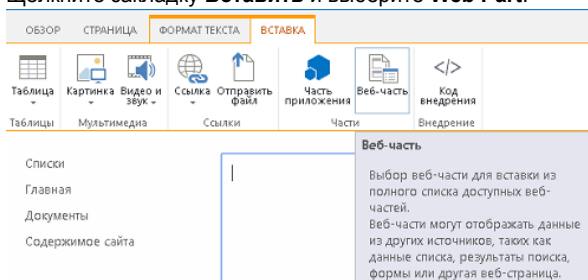 Щелкните закладку Вставить и выберите Web Part.
ОБЗОР СТРАНИЦА ФОРМАТ ТЕКСТА ВСТАВКА
Таблица Картинка Видео и звук Ссылка Отправить файл Часть приложения Веб-часть Код внедрения
Таблицы Мультимедиа Ссылки Части Внедрение
Веб-часть
Списки
Главная
Документы
Содержимое сайта
Выбор веб-части для вставки из
полного списка доступных веб-
частей.
Веб-части могут отображать данные
из других источников, таких как
данные списка, результаты поиска,
формы или другая веб-страница.